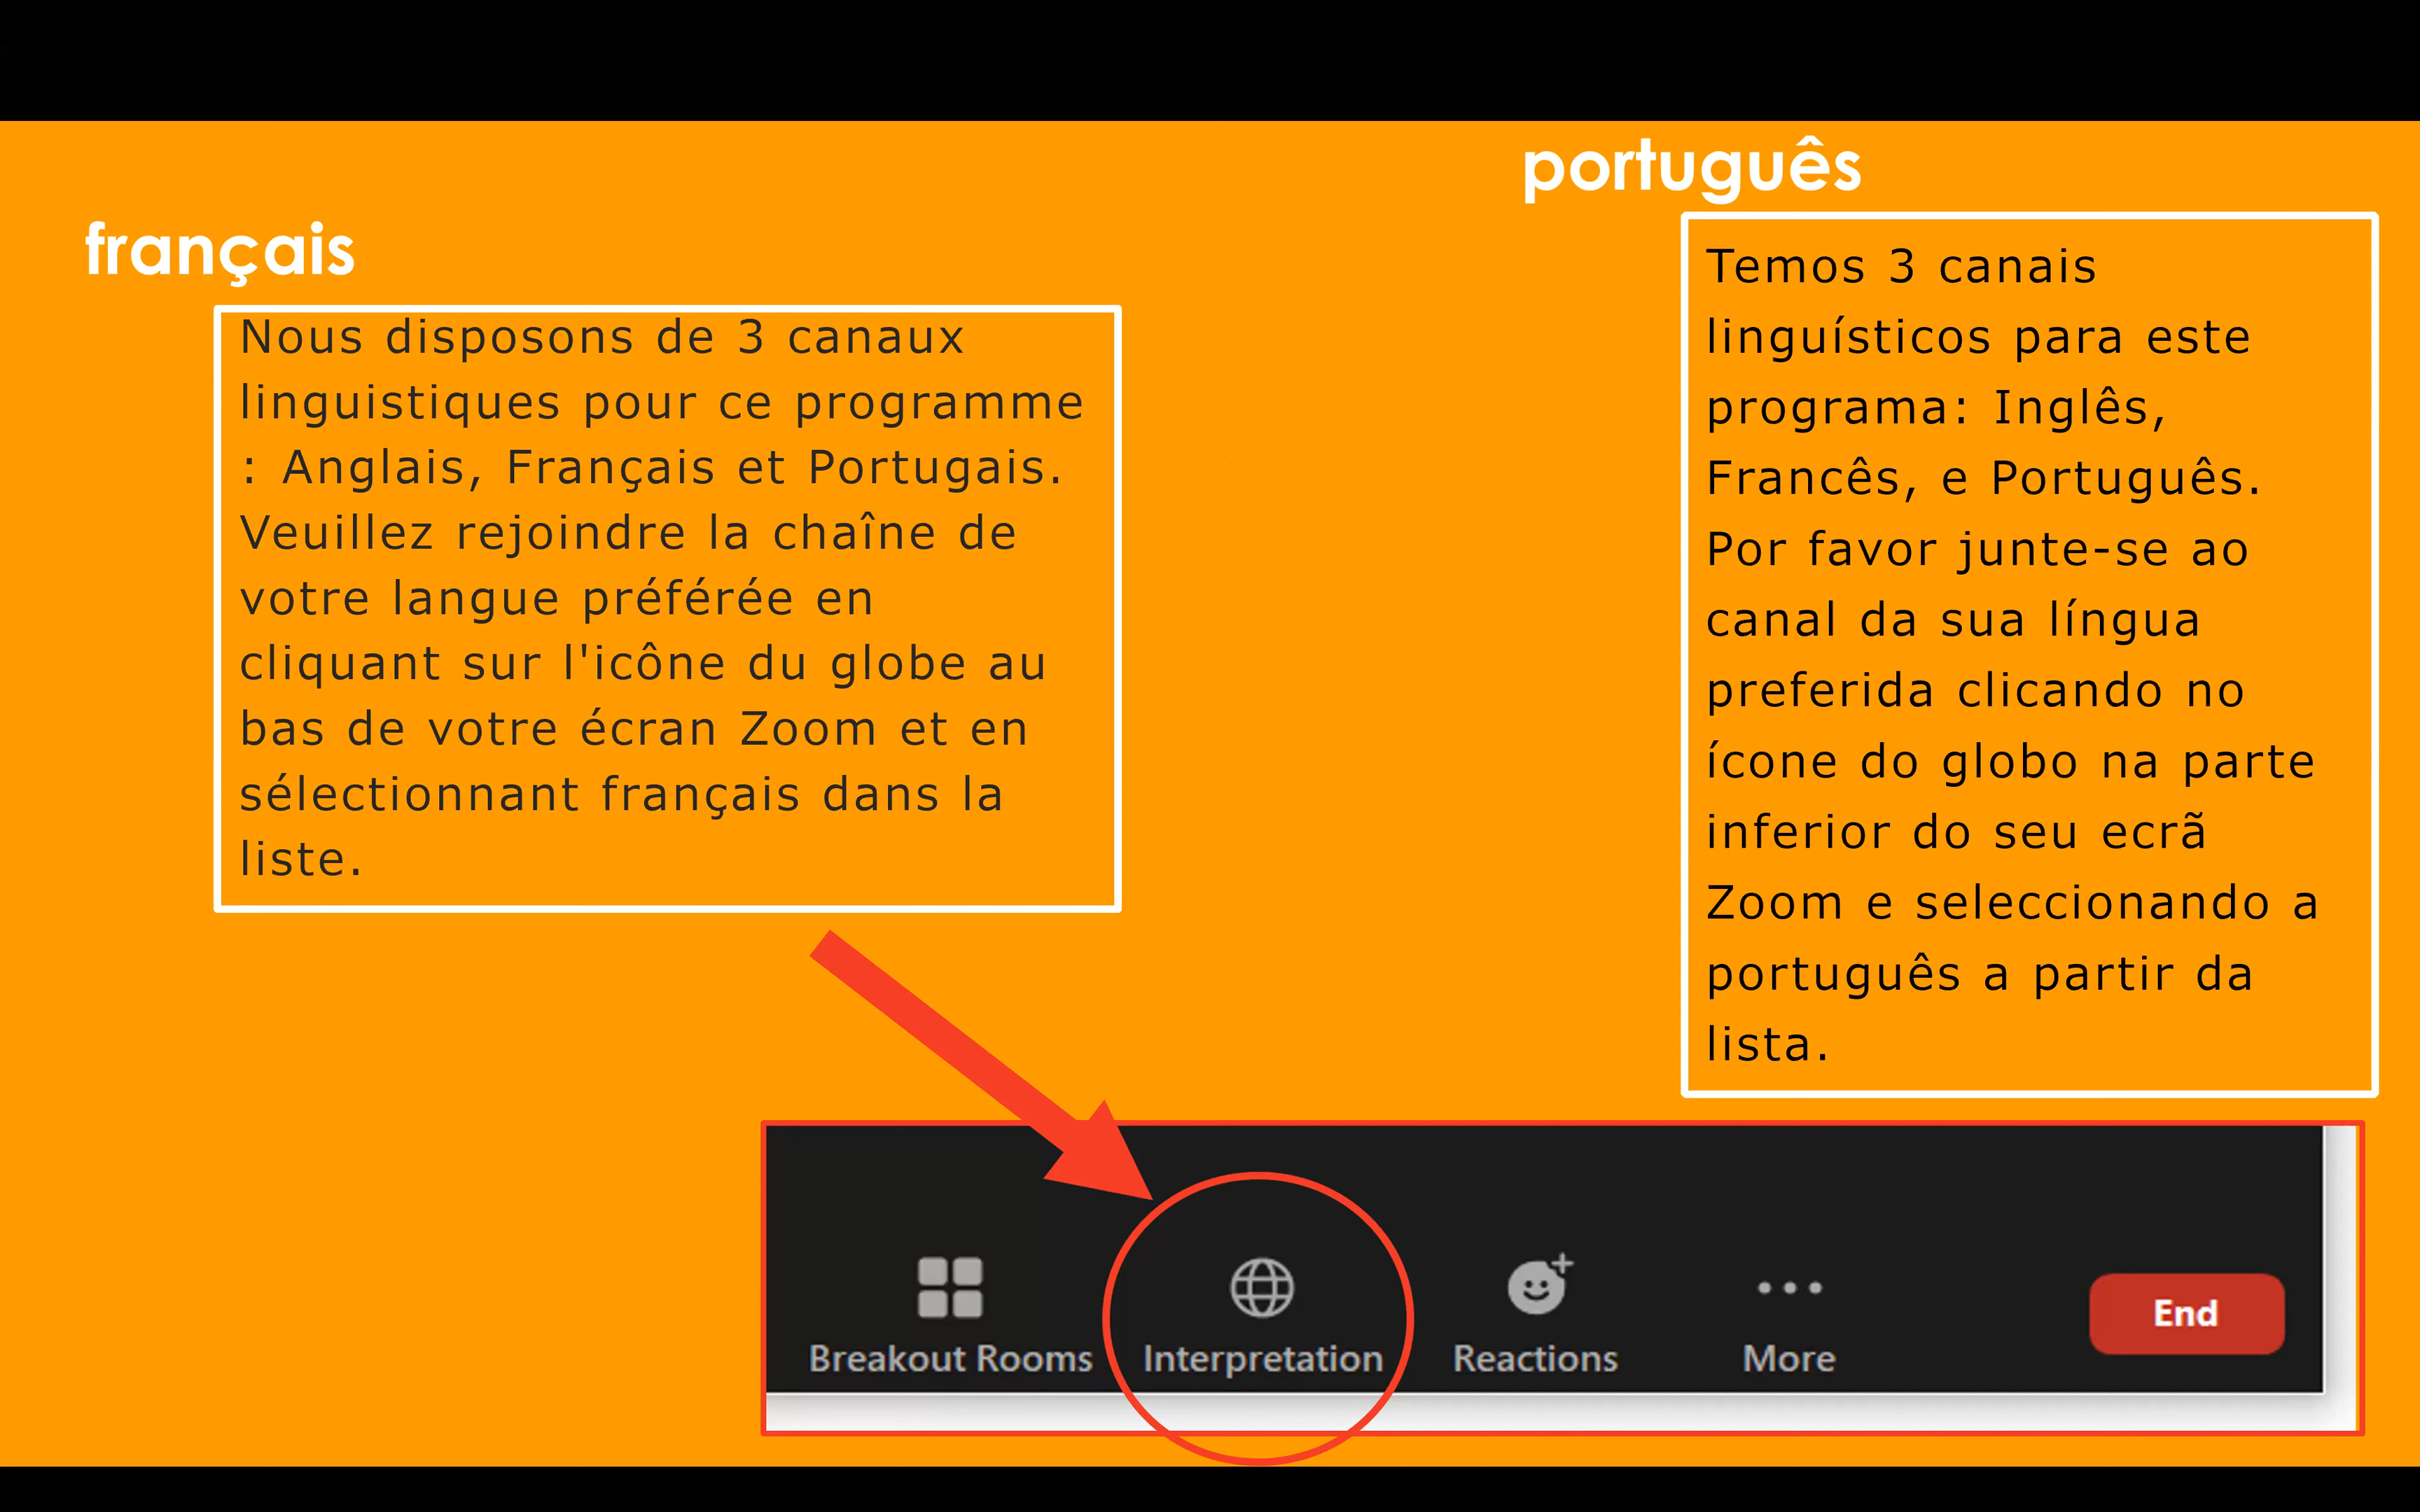 français
Nous disposons de 3 canaux
linguistiques pour ce programme
: Anglais, Français et Portugais.
Veuillez rejoindre la chaîne de
votre langue préférée en
cliquant sur l'icône du globe au
bas de votre écran Zoom et en
sélectionnant français dans la
liste.
português
Temos 3 canais
linguísticos para este
programa: Inglês,
Francês, e Português.
Por favor junte-se ao
canal da sua língua
preferida clicando no
ícone do globo na parte
inferior do seu ecrã
Zoom e seleccionando a
português a partir da
lista.
Breakout Rooms
Interpretation
Reactions
More
End